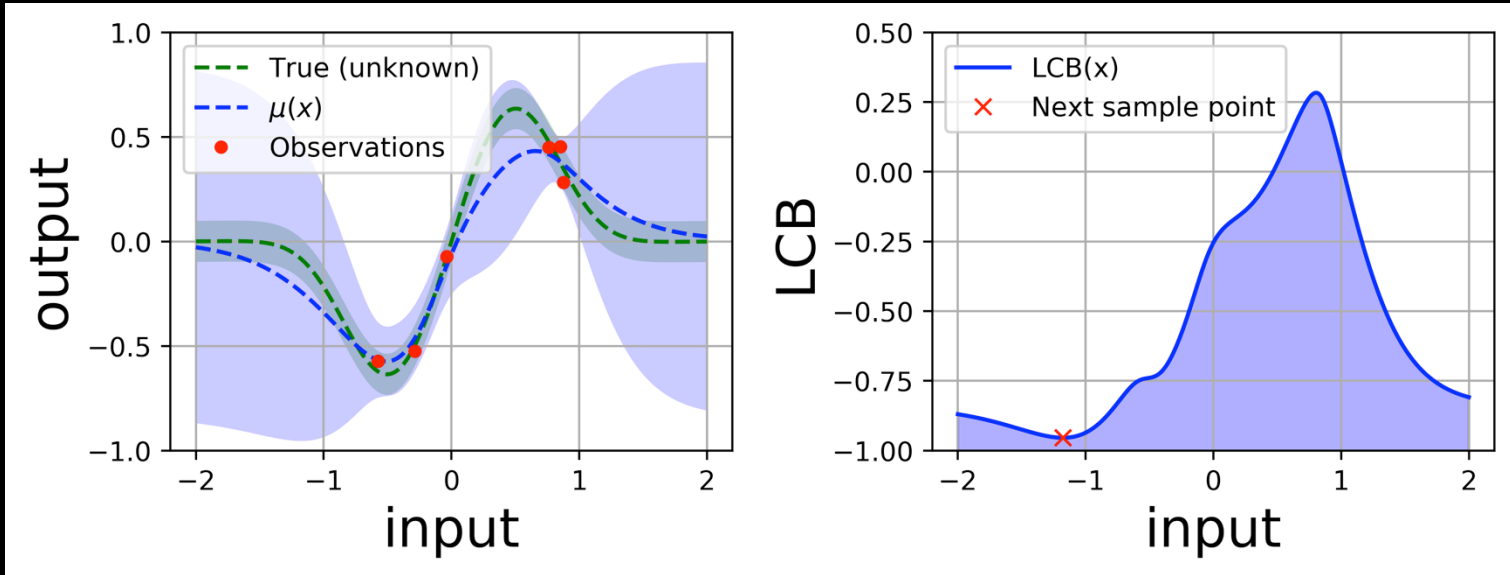 1.0
0.5
0.0
−0.5
−1.0
output
True (unknown)
μ(x)
Observations
−2
−1
0
1
2
input
0.50
0.25
0.00
−0.25
−0.50
−0.75
−1.00
LCB
LCB(x)
Next sample point
−2
−1
0
1
2
input